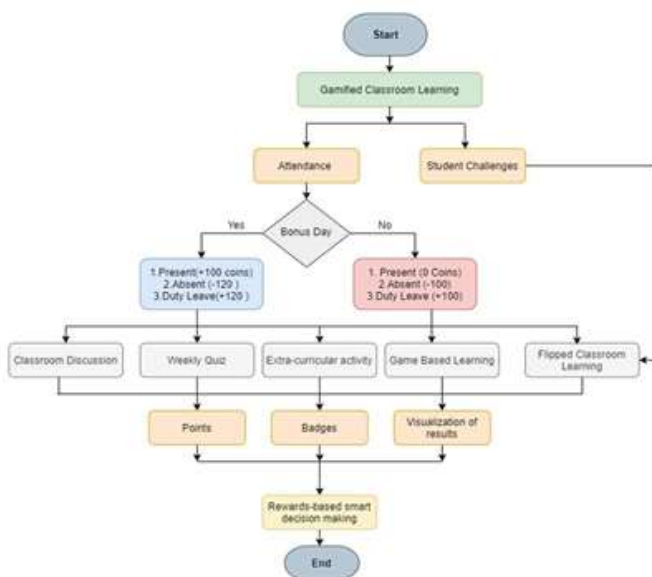 Start
Gamified Classroom Learning
Attendance
Student Challenges
Yes
Bonus Day
No
1.Present(+100 coins)
2.Absent (-120 )
3.Duty Leave(+120 )
1. Present (0 Coins)
2. Absent (-100)
3. Duty Leave (+100)
Classroom Discussion
Weekly Quiz
Extra-curricular activity
Game Based Learning
Flipped Classroom
Learning
Points
Badges
Visualization of
results
Rewards-based smart
decision making
End